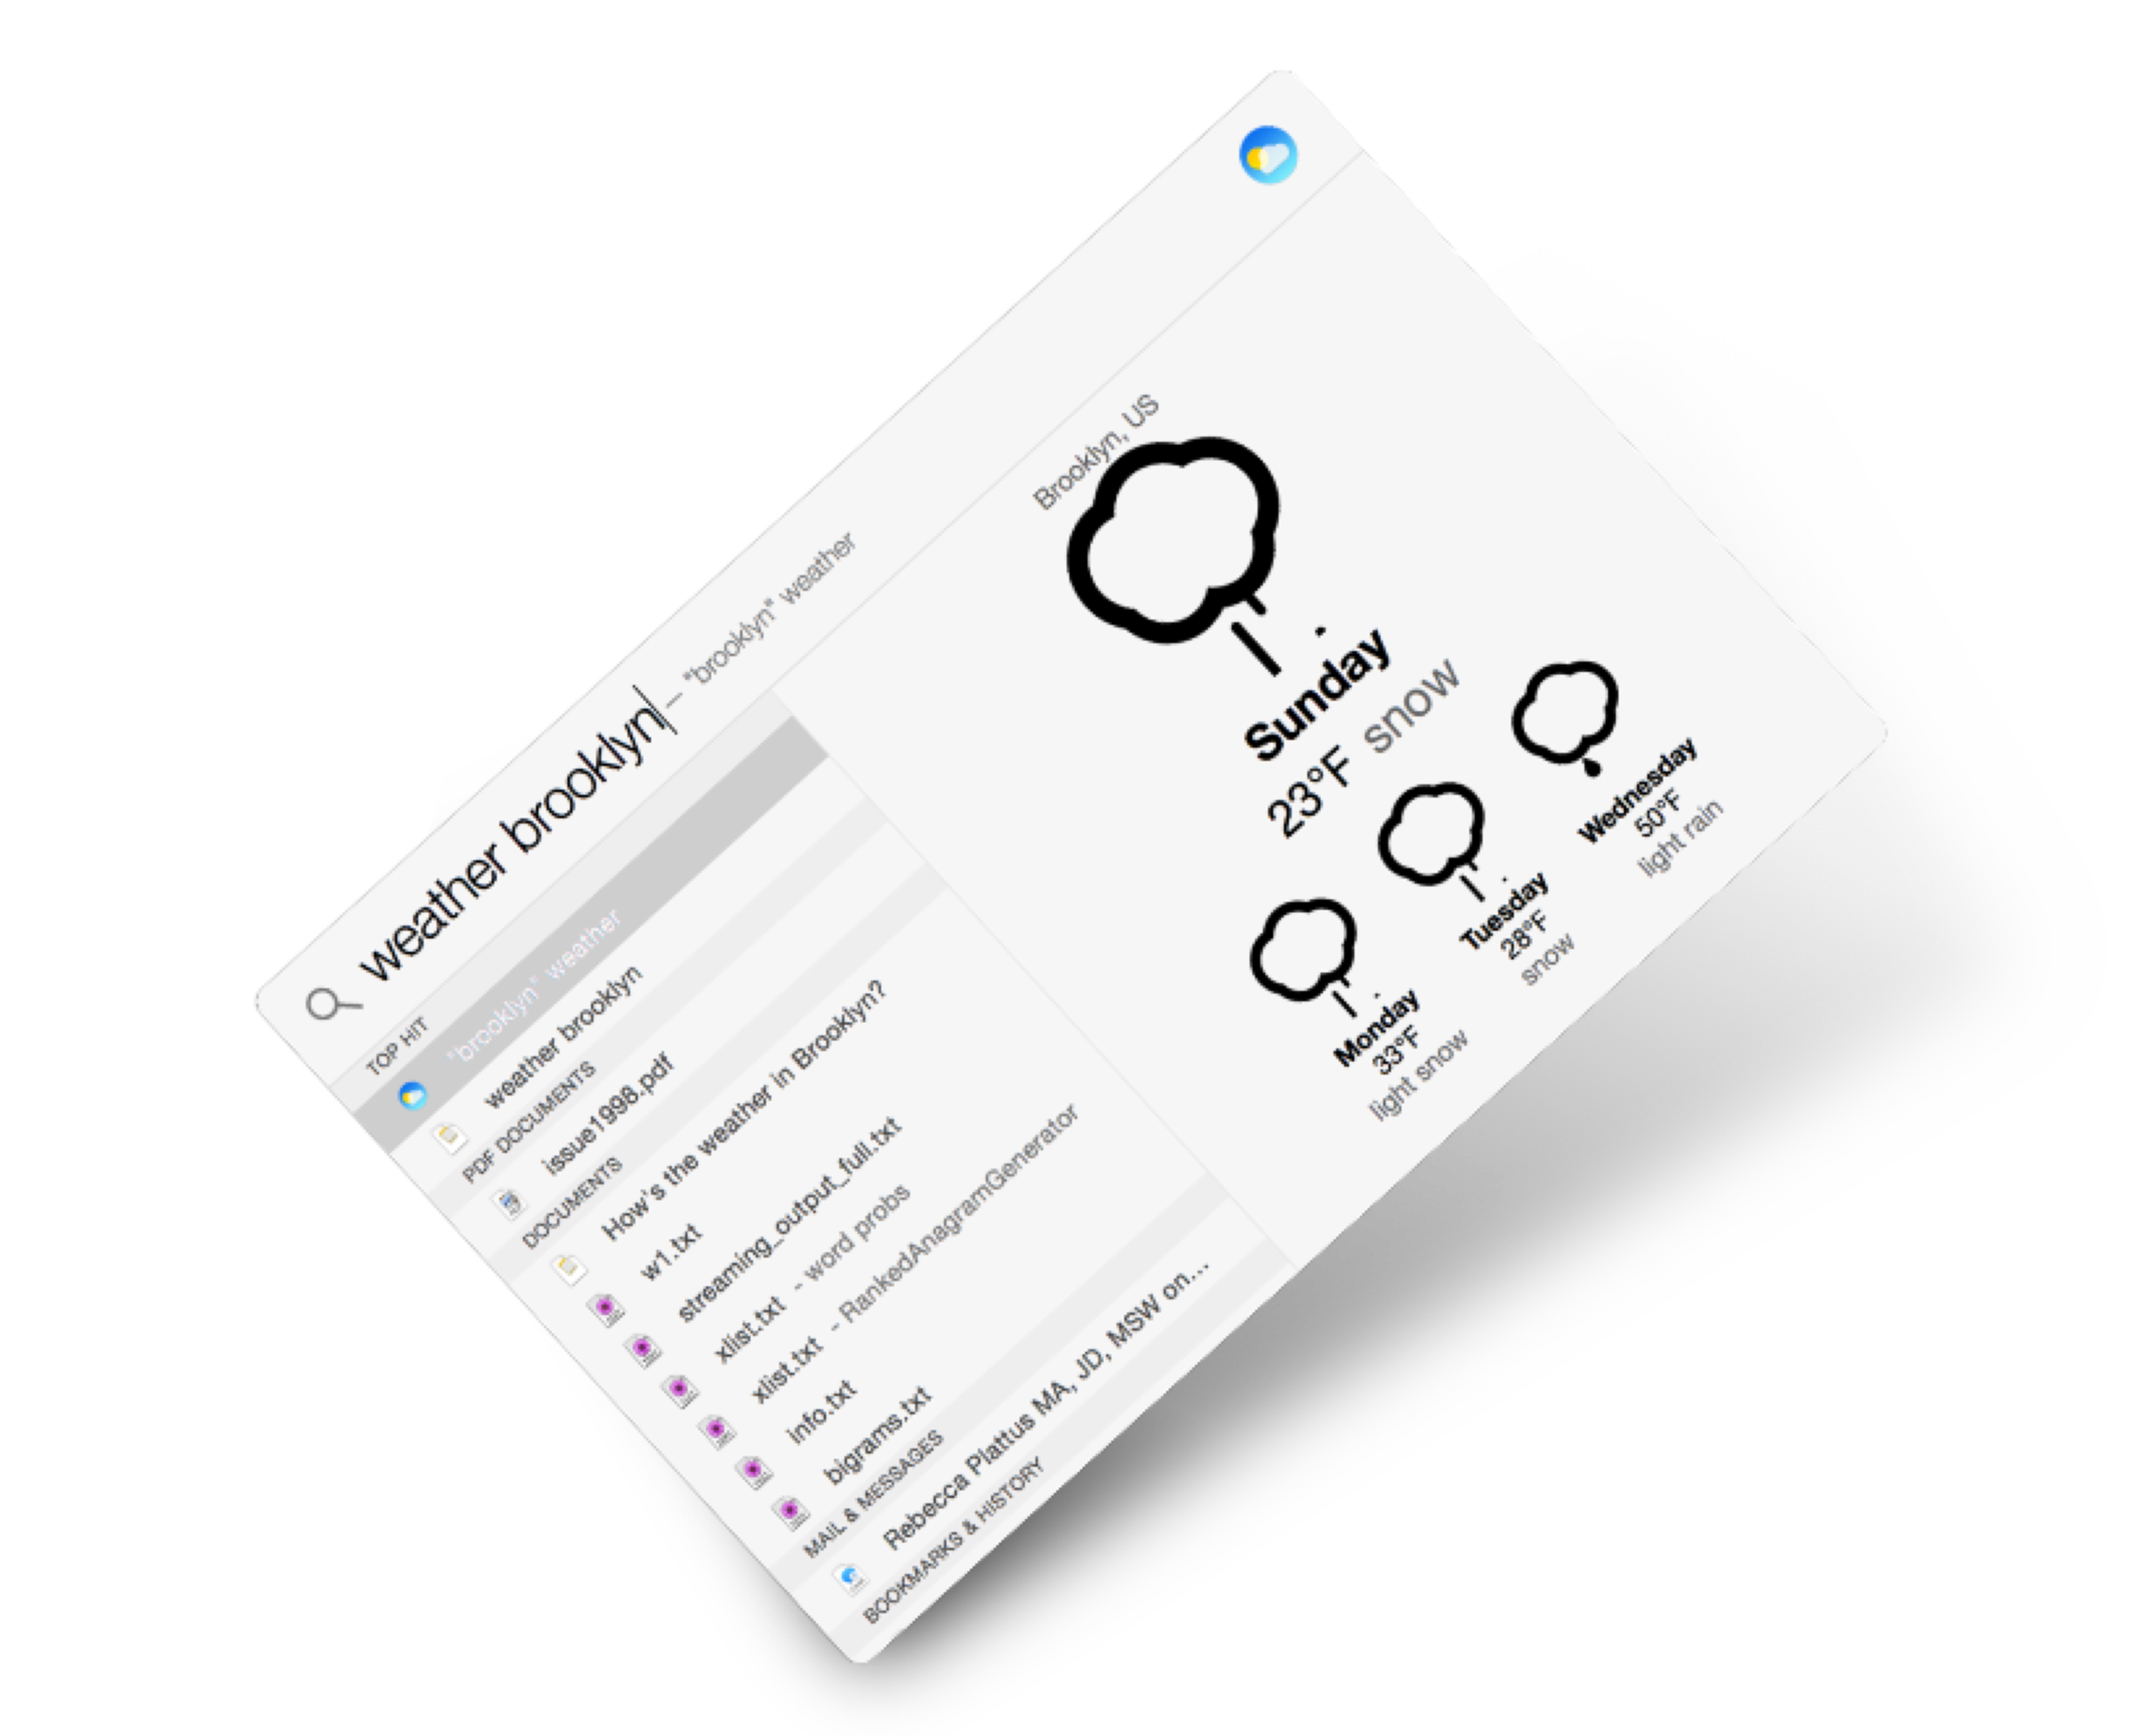 weather brooklyn — "brooklyn" weather
TOP HIT
"brooklyn" weather
weather brooklyn
PDF DOCUMENTS
issue1998.pdf
DOCUMENTS
How's the weather in Brooklyn?
w1.txt
streaming_output_full.txt
xlist.txt - word probs
xlist.txt - RankedAnagramGenerator
info.txt
bigrams.txt
MAIL & MESSAGES
Rebecca Plattus MA, JD, MSW on...
BOOKMARKS & HISTORY
Brooklyn, US
Sunday
23°F snow
Monday
33°F
light snow
Tuesday
28°F
snow
Wednesday
50°F
light rain